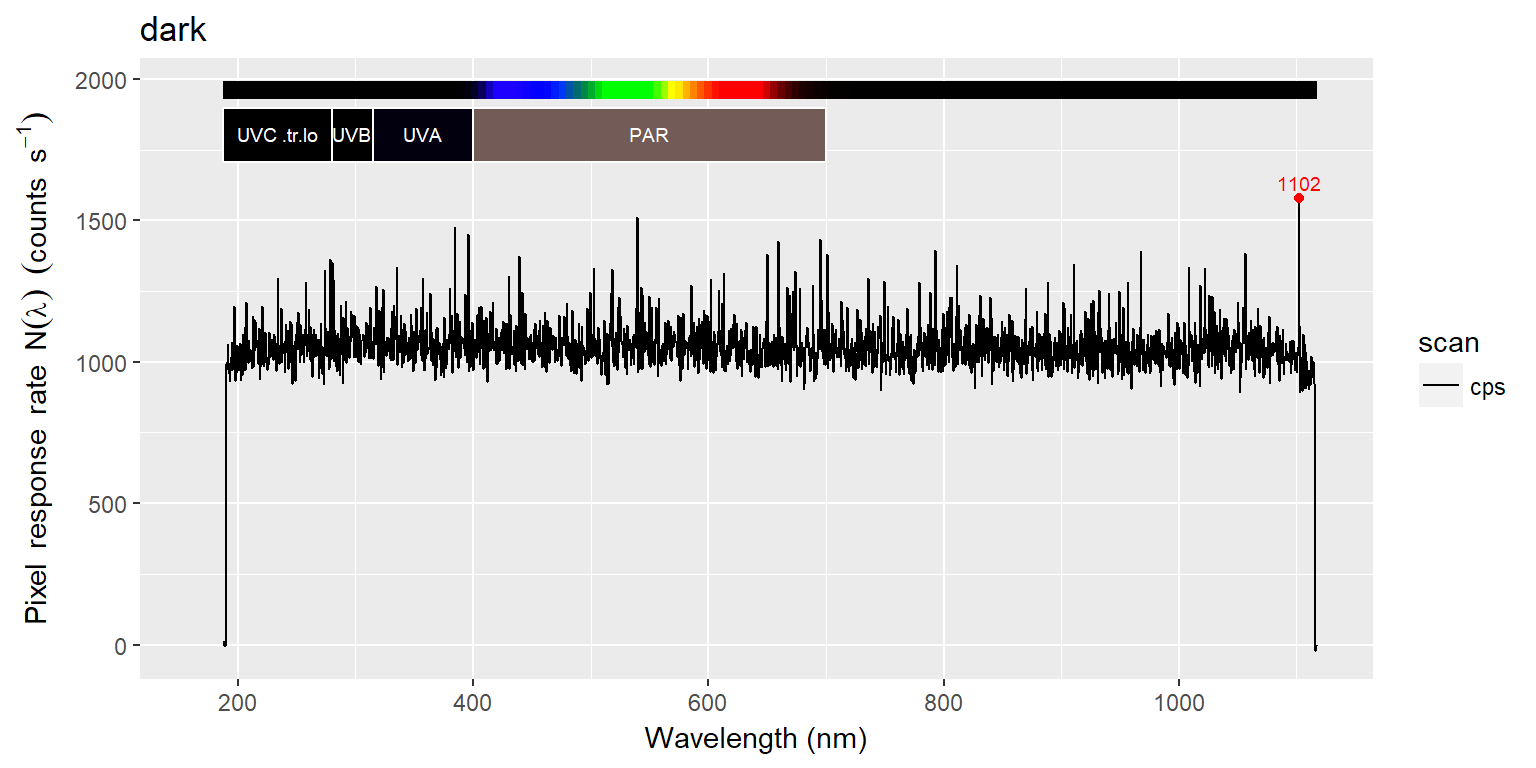 dark
2000
1500
1000
500
0
Pixel response rate N(λ) (counts s⁻¹)
UVC .tr.lo UVB UVA PAR
1102
scan
cps
200 400 600 800 1000
Wavelength (nm)